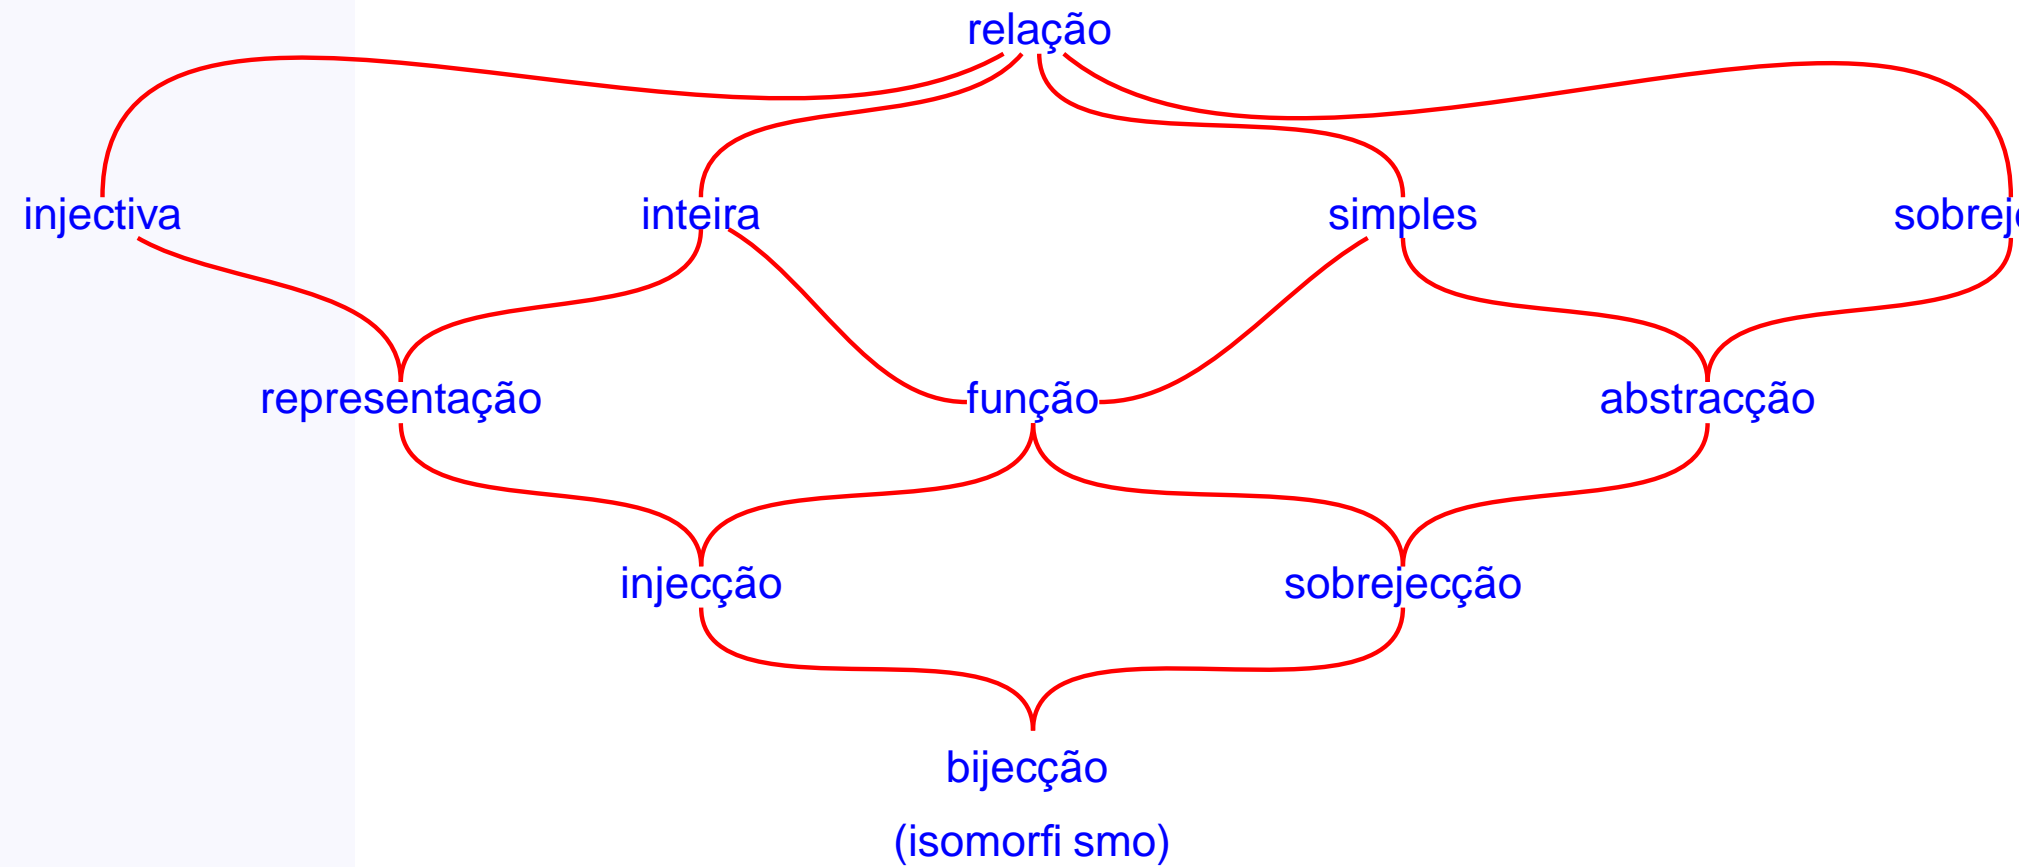 relação
injectiva inteira simples
representação função abstracção
injecção sobrejecção
bijecção
(isomorfi smo)